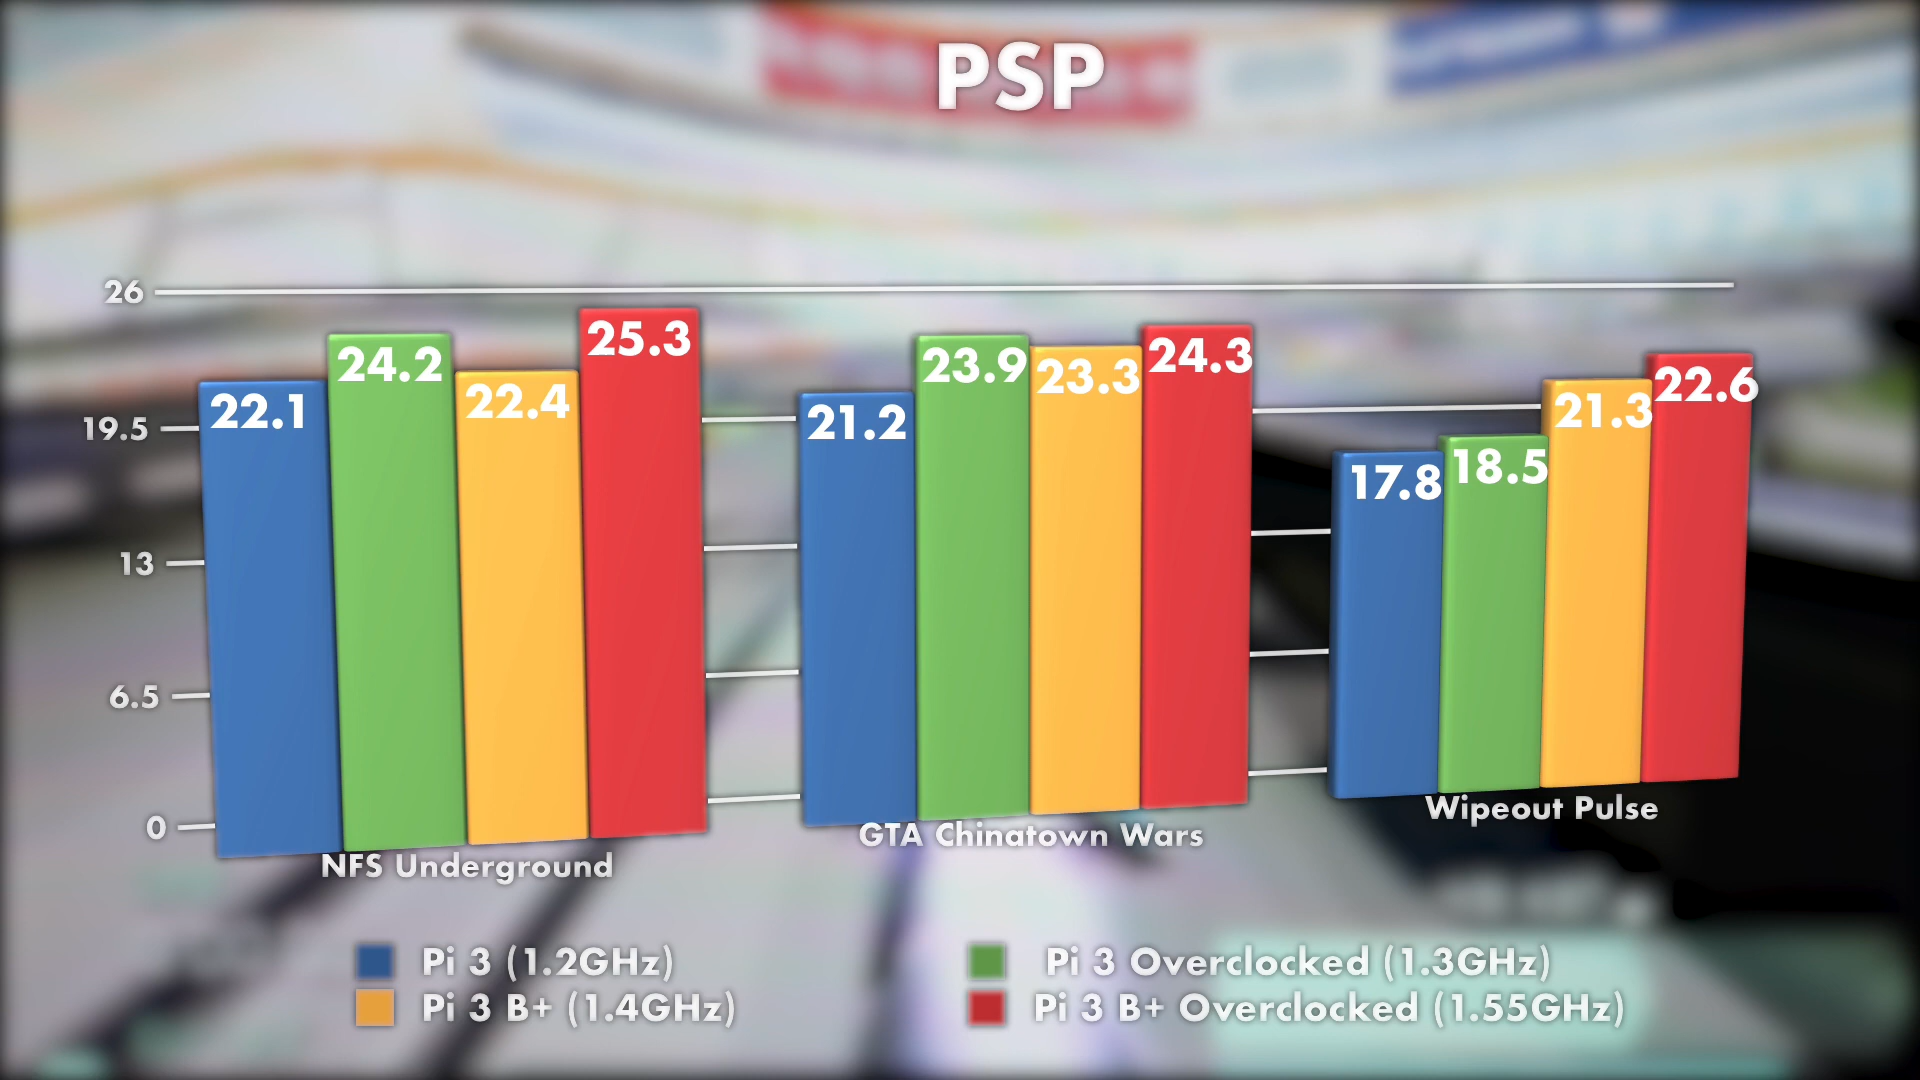 PSP
26
19.5
13
6.5
0
22.1 24.2 22.4 25.3
21.2 23.9 23.3 24.3
17.8 18.5 21.3 22.6
NFS Underground
GTA Chinatown Wars
Wipeout Pulse
Pi 3 (1.2GHz)
Pi 3 Overclocked (1.3GHz)
Pi 3 B+ (1.4GHz)
Pi 3 B+ Overclocked (1.55GHz)